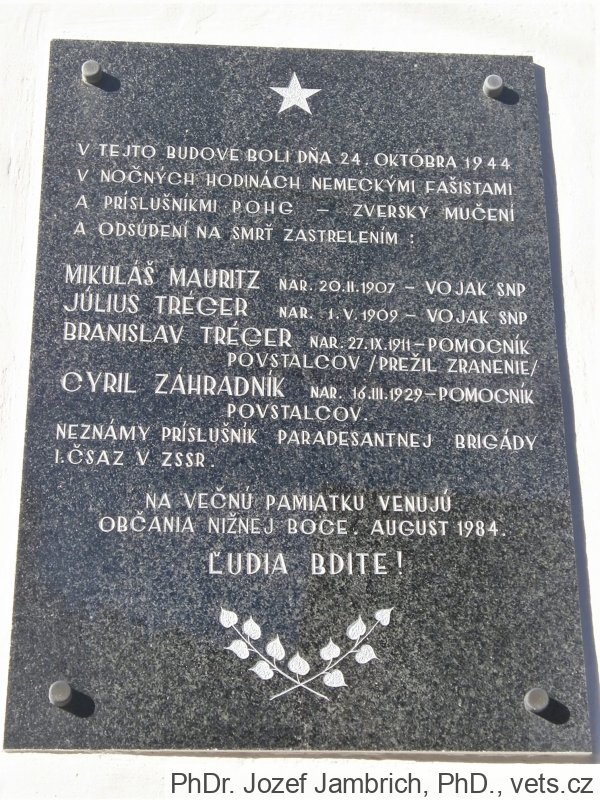 V TEJTO BUDOVE BOLI DŇA 24. OKTÓBRA 1944
V NOČNÝCH HODINÁCH NEMECKÝMI FAŠISTAMI
A PRÍSLUŠNÍKMI POHG – ZVERSKY MUČENÍ
A ODSÚDENÍ NA SMRŤ ZASTRELENÍM :
MIKULÁŠ MAURITZ NAR. 20.II.1907 – VOJAK SNP
JÚLIUS TRÉGER NAR. 1.V.1909 – VOJAK SNP
BRANISLAV TRÉGER NAR. 27.IX.1911 – POMOCNÍK
POVSTALCOV /PREŽIL ZRANENIE/
CYRIL ZÁHRADNÍK NAR. 16.III.1929 – POMOCNÍK
POVSTALCOV.
NEZNÁMY PRÍSLUŠNÍK PARADESANTNEJ BRIGÁDY
I.ČSAZ V ZSSR.
NA VEČNÚ PAMIATKU VENUJÚ
OBČANIA NIŽNEJ BOCE. AUGUST 1984.
ĽUDIA BDITE !
PhDr. Jozef Jambrich, PhD., vets.cz